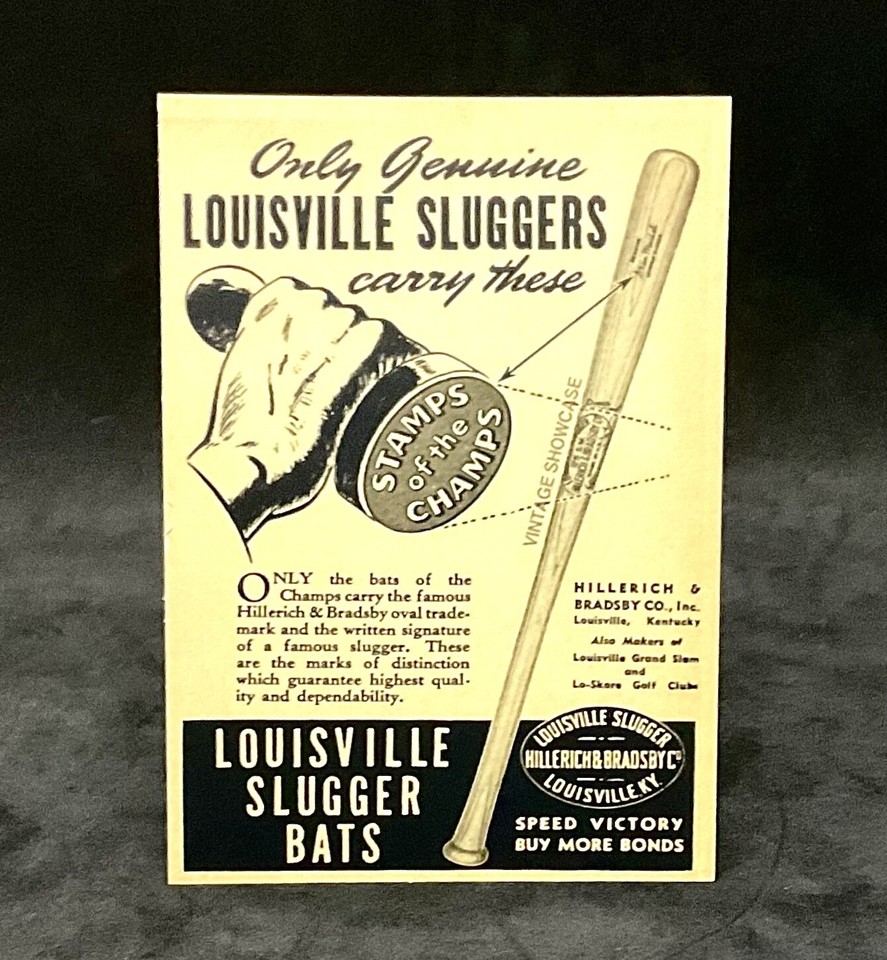 Only Genuine
LOUISVILLE SLUGGERS
carry these
STAMPS
of the
CHAMPS
VINTAGE SHOWCASE
ONLY the bats of the
Champs carry the famous
Hillerich & Bradsby oval trade-
mark and the written signature
of a famous slugger. These
are the marks of distinction
which guarantee highest qual-
ity and dependability.
HILLERICH &
BRADSBY CO., Inc.
Louisville, Kentucky
Also Makers of
Louisville Grand Slam
and
Lo-Skore Golf Clubs
LOUISVILLE
SLUGGER
BATS
LOUISVILLE SLUGGER
HILLERICH & BRADSBY Co
LOUISVILLE, KY.
SPEED VICTORY
BUY MORE BONDS